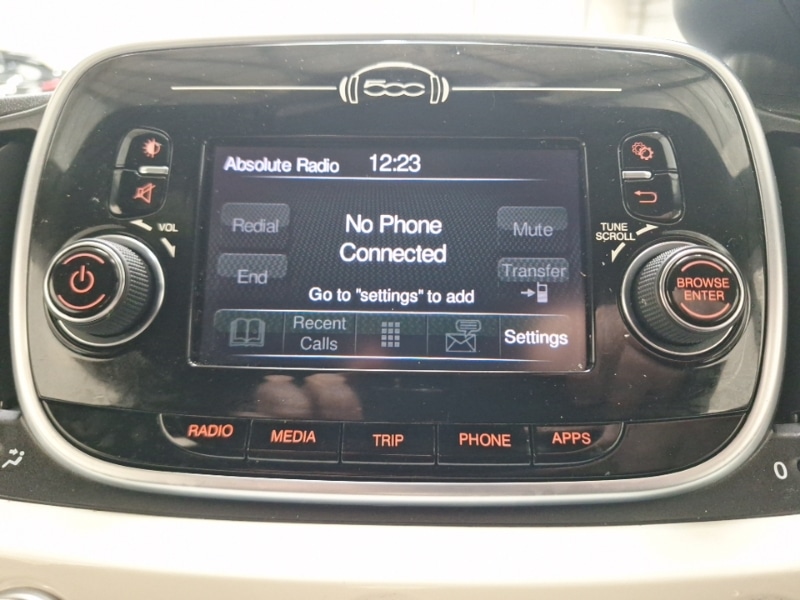 500
Absolute Radio 12:23
VOL
TUNE
SCROLL
Redial
No Phone
Connected
Mute
End
Transfer
Go to "settings" to add
Recent
Calls
Settings
BROWSE
ENTER
RADIO
MEDIA
TRIP
PHONE
APPS
0